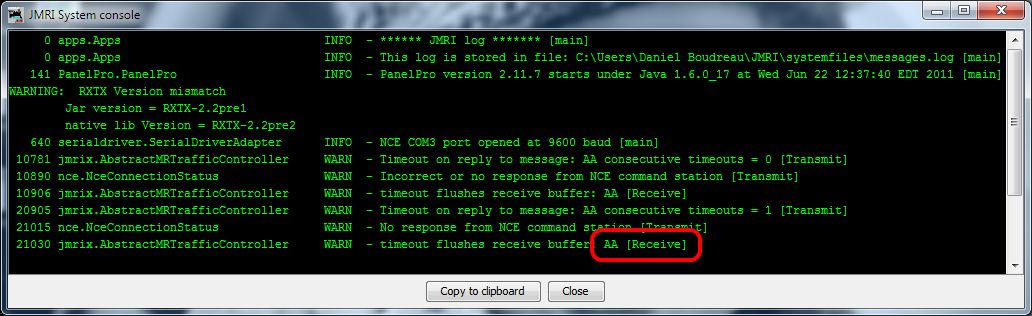 JMRI System console
0 apps.Apps INFO - ****** JMRI log ******* [main]
0 apps.Apps INFO - This log is stored in file: C:\Users\Daniel Boudreau\JMRI\systemfiles\messages.log [main]
141 PanelPro.PanelPro INFO - PanelPro version 2.11.7 starts under Java 1.6.0_17 at Wed Jun 22 12:37:40 EDT 2011 [main]
WARNING: RXTX Version mismatch
Jar version = RXTX-2.2pre1
native lib Version = RXTX-2.2pre2
640 serialdriver.SerialDriverAdapter INFO - NCE COM3 port opened at 9600 baud [main]
10781 jmrix.AbstractMRTrafficController WARN - Timeout on reply to message: AA consecutive timeouts = 0 [Transmit]
10890 nce.NceConnectionStatus WARN - Incorrect or no response from NCE command station [Transmit]
10906 jmrix.AbstractMRTrafficController WARN - timeout flushes receive buffer: AA [Receive]
20905 jmrix.AbstractMRTrafficController WARN - Timeout on reply to message: AA consecutive timeouts = 1 [Transmit]
21015 nce.NceConnectionStatus WARN - No response from NCE command station [Transmit]
21030 jmrix.AbstractMRTrafficController WARN - timeout flushes receive buffer: AA [Receive]
Copy to clipboard Close